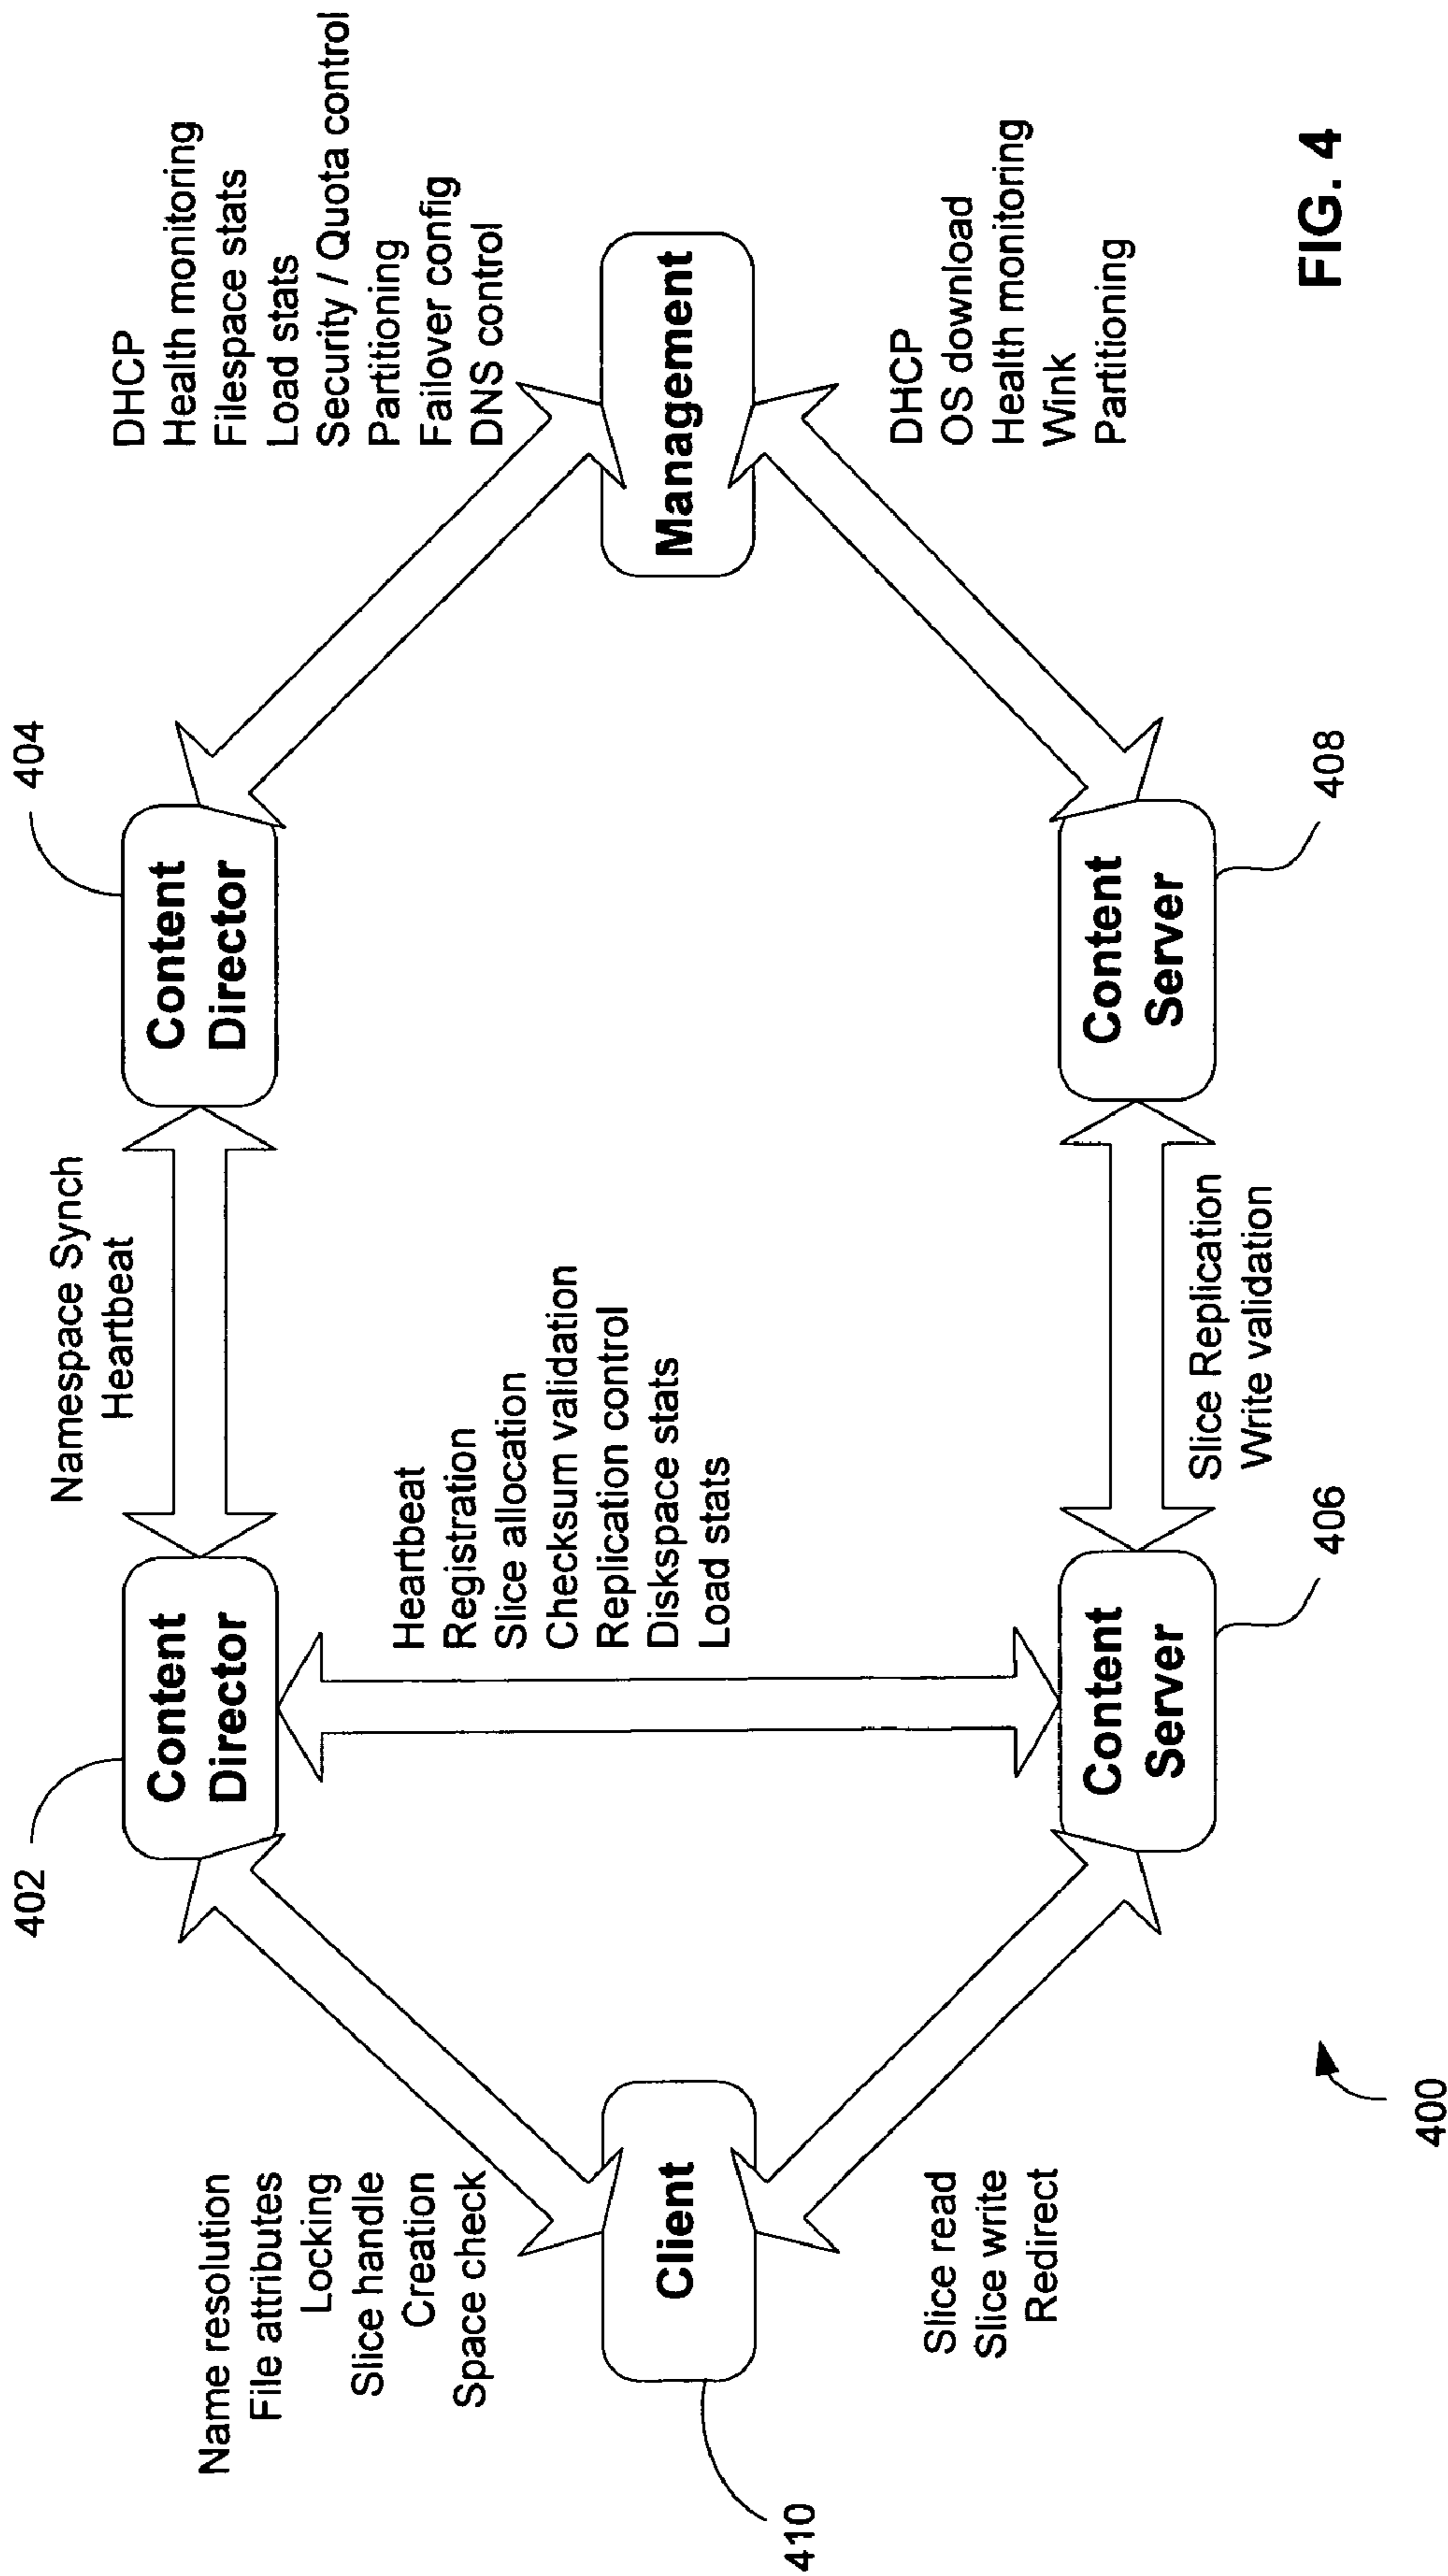 404
Namespace Synch
Heartbeat
402
Content
Director
Content
Director
DHCP
Health monitoring
Filespace stats
Load stats
Security / Quota control
Partitioning
Failover config
DNS control
Name resolution
File attributes
Locking
Slice handle
Creation
Space check
Heartbeat
Registration
Slice allocation
Checksum validation
Replication control
Diskspace stats
Load stats
Client
Management
410
Slice read
Slice write
Redirect
DHCP
OS download
Health monitoring
Wink
Partitioning
Content
Server
Content
Server
Slice Replication
Write validation
406
408
400
FIG. 4